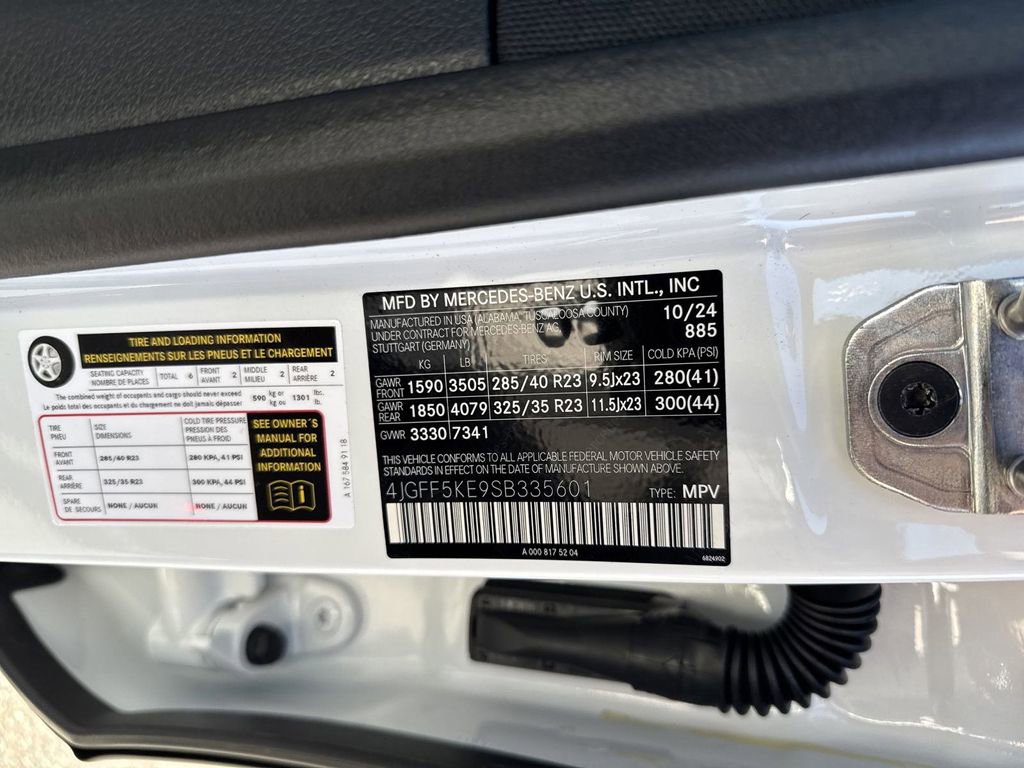 TIRE AND LOADING INFORMATION
RENSEIGNEMENTS SUR LES PNEUS ET LE CHARGEMENT
SEATING CAPACITY
NOMBRE DE PLACES
TOTAL 6
FRONT
AVANT 2
MIDDLE
MILIEU 2
REAR
ARRIÈRE 2
The combined weight of occupants and cargo should never exceed
Le poids total des occupants et du chargement ne doit jamais dépasser
590 kg or
kg ou
1301 lbs.
lb.
TIRE
PNEU
SIZE
DIMENSIONS
COLD TIRE PRESSURE
PRESSION DES
PNEUS À FROID
FRONT
AVANT
285/40 R23
280 KPA, 41 PSI
REAR
ARRIÈRE
325/35 R23
300 KPA, 44 PSI
SPARE
DE SECOURS
NONE / AUCUN
NONE / AUCUN
SEE OWNER´S
MANUAL FOR
ADDITIONAL
INFORMATION
i
A 167 584 91 18
MFD BY MERCEDES-BENZ U.S. INTL., INC
MANUFACTURED IN USA (ALABAMA, TUSCALOOSA COUNTY)
UNDER CONTRACT FOR MERCEDES-BENZ AG
STUTTGART (GERMANY)
10/24
885
KG LB TIRES RIM SIZE COLD KPA (PSI)
GAWR
FRONT 1590 3505 285/40 R23 9.5Jx23 280(41)
GAWR
REAR 1850 4079 325/35 R23 11.5Jx23 300(44)
GVWR 3330 7341
THIS VEHICLE CONFORMS TO ALL APPLICABLE FEDERAL MOTOR VEHICLE SAFETY
STANDARDS IN EFFECT ON THE DATE OF MANUFACTURE SHOWN ABOVE.
4JGFF5KE9SB335601 TYPE: MPV
A 000 817 52 04
6824902